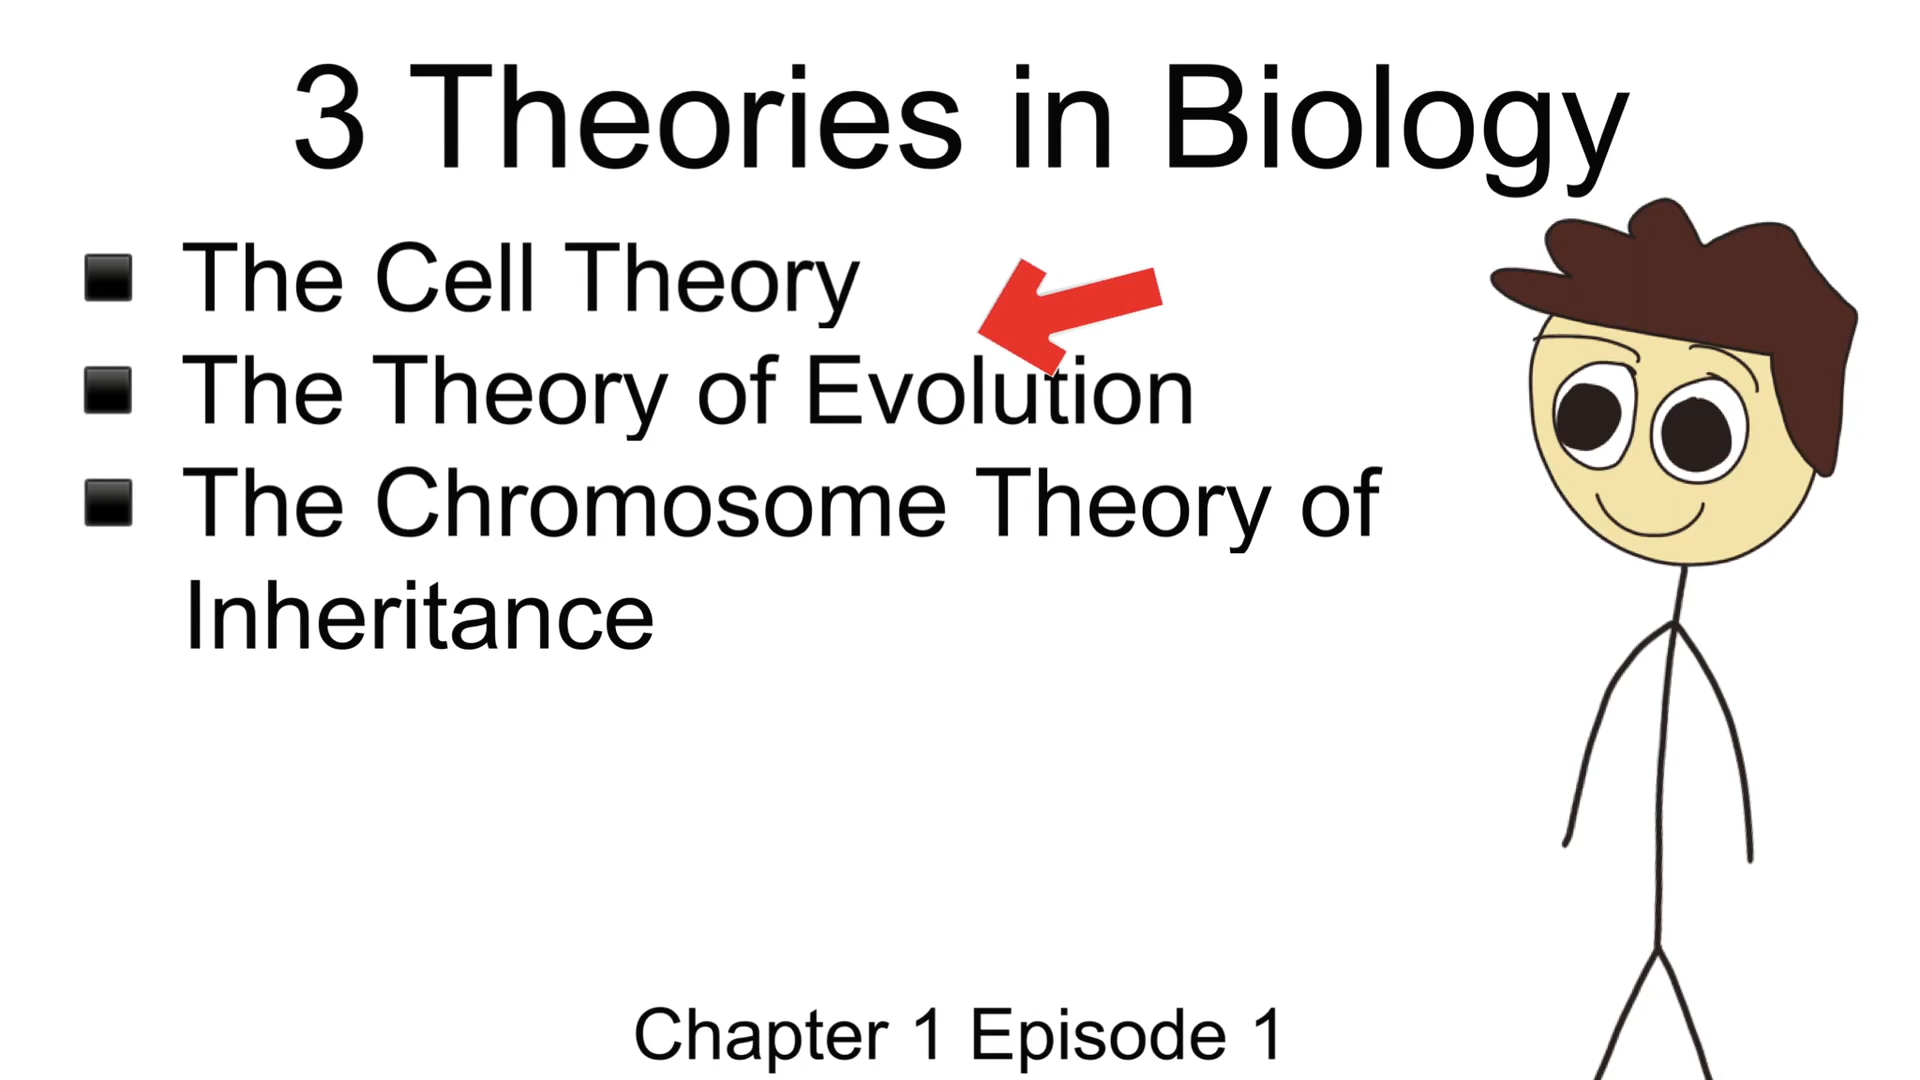 3 Theories in Biology
The Cell Theory
The Theory of Evolution
The Chromosome Theory of
Inheritance
Chapter 1 Episode 1